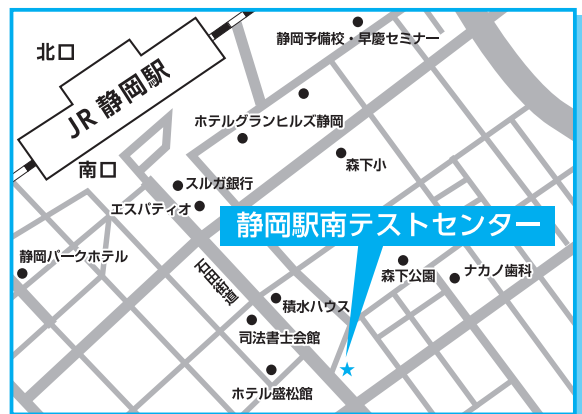 北口
静岡予備校・早慶セミナー
JR 静岡駅
ホテルグランヒルズ静岡
森下小
南口
スルガ銀行
エスパティオ
静岡駅南テストセンター
静岡パークホテル
石田街道
森下公園
ナカノ歯科
積水ハウス
司法書士会館
ホテル盛松館